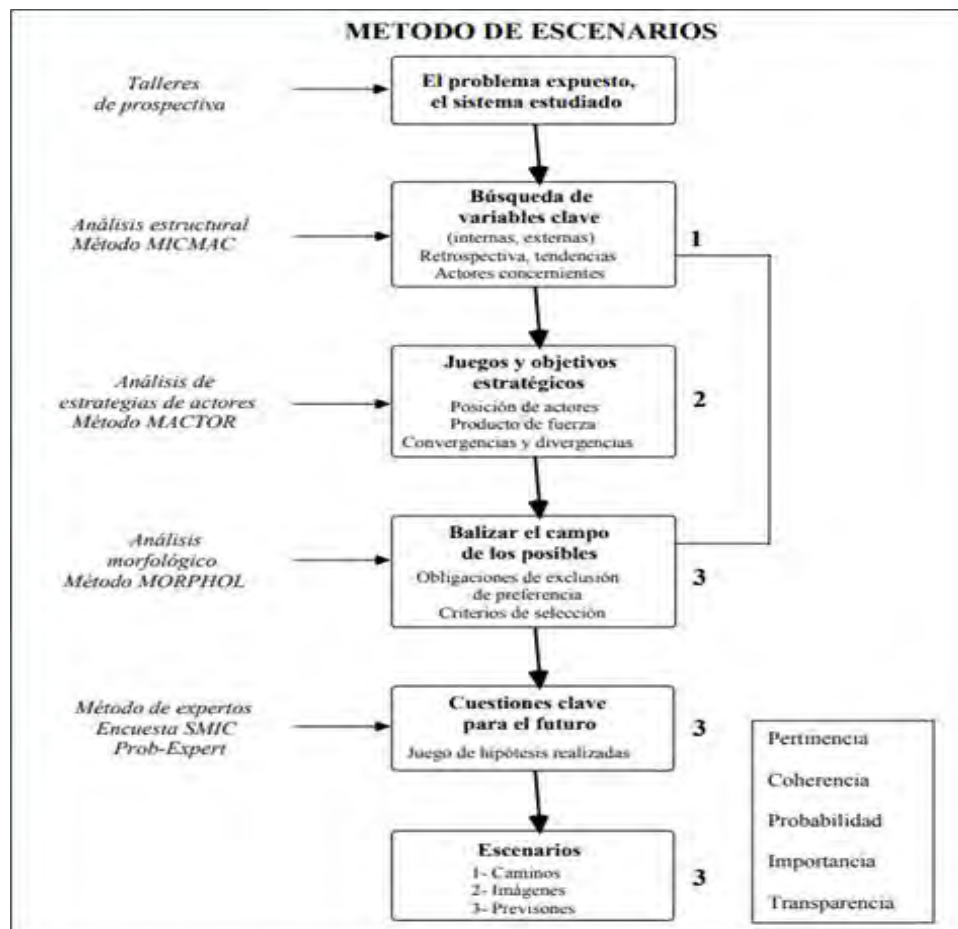 METODO DE ESCENARIOS
Talleres
de prospectiva
El problema expuesto,
el sistema estudiado
Análisis estructural
Método MICMAC
Búsqueda de
variables clave
(internas, externas)
Retrospectiva, tendencias
Actores concernientes
1
Análisis de
estrategias de actores
Método MACTOR
Juegos y objetivos
estratégicos
Posición de actores
Producto de fuerza
Convergencias y divergencias
2
Análisis
morfológico
Método MORPHOL
Balizar el campo
de los posibles
Obligaciones de exclusión
de preferencia
Criterios de selección
3
Método de expertos
Encuesta SMIC
Prob-Expert
Cuestiones clave
para el futuro
Juego de hipótesis realizadas
3
Escenarios
1- Caminos
2- Imágenes
3- Previsones
3
Pertinencia
Coherencia
Probabilidad
Importancia
Transparencia